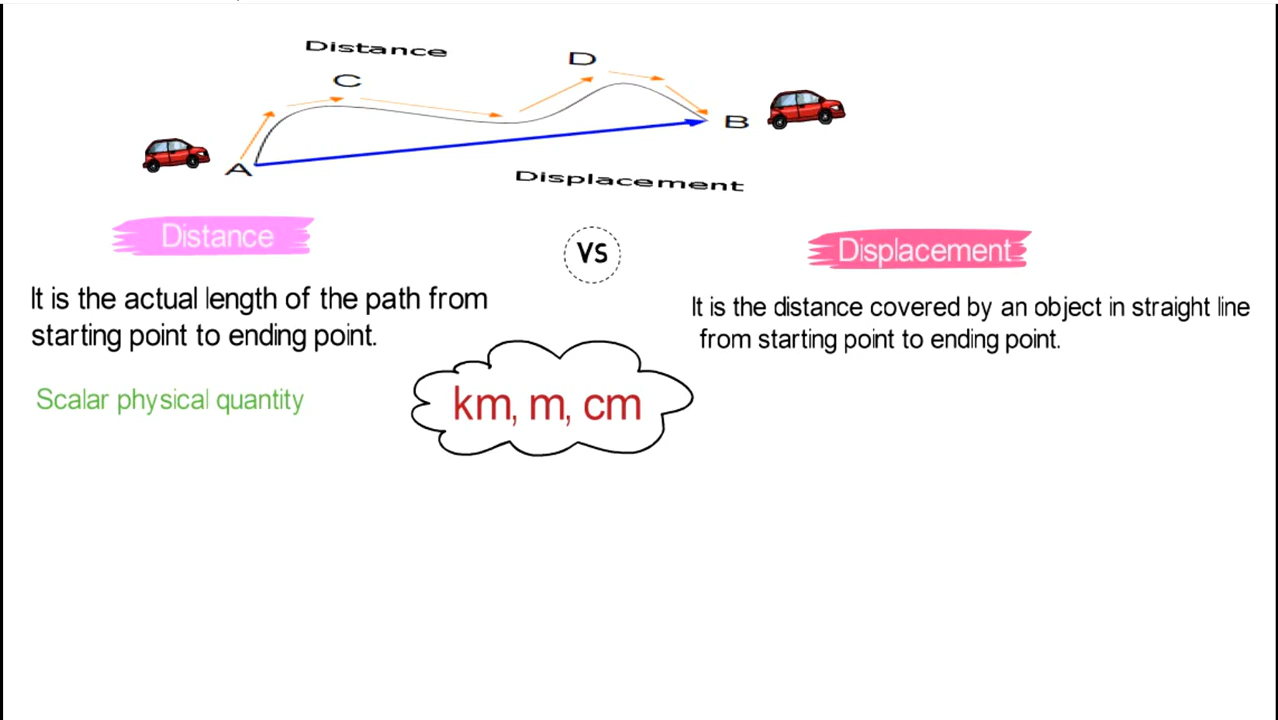 Distance
C
D
A
B
Displacement
Distance
VS
Displacement
It is the actual length of the path from
starting point to ending point.
It is the distance covered by an object in straight line
from starting point to ending point.
Scalar physical quantity
km, m, cm